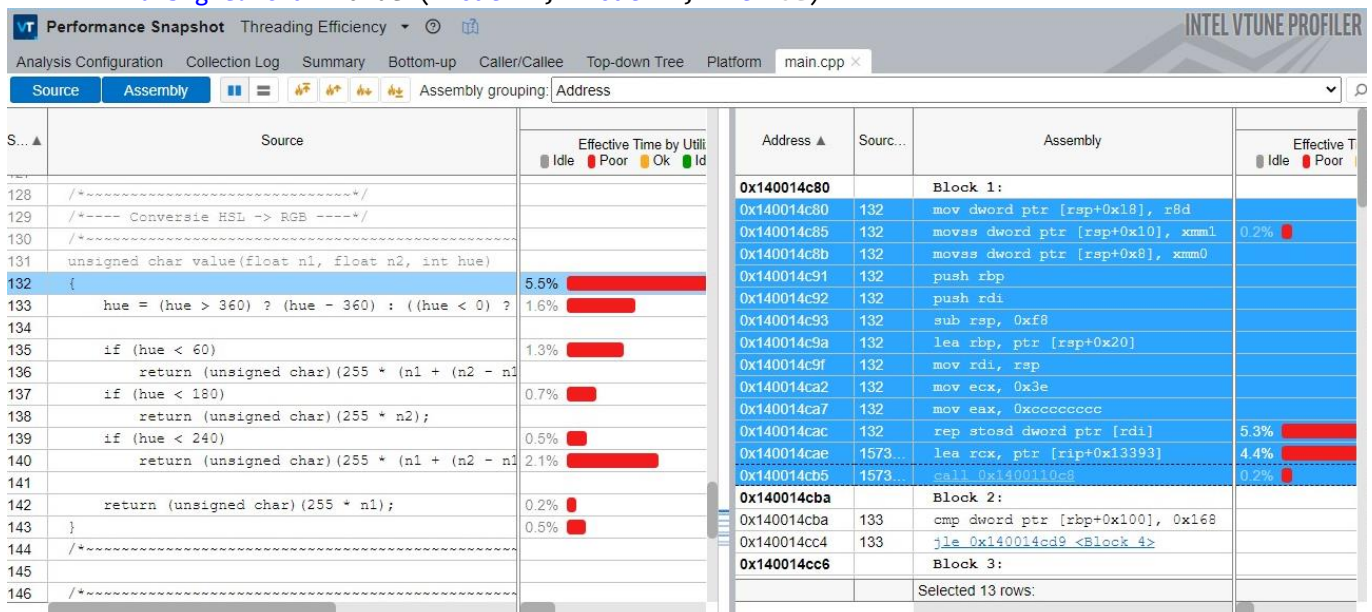 VT Performance Snapshot Threading Efficiency
INTEL VTUNE PROFILER
Analysis Configuration Collection Log Summary Bottom-up Caller/Callee Top-down Tree Platform main.cpp ×
Source Assembly Assembly grouping: Address
S... ▲ Source Effective Time by Utili
Idle Poor Ok Id
128 /*~~~~~~~~~~~~~~~~~~~~~~~~~~~~~~*/
129 /*---- Conversie HSL -> RGB ----*/
130 /*~~~~~~~~~~~~~~~~~~~~~~~~~~~~~~~~~~~~~~~~~~~~~~~~~
131 unsigned char value(float n1, float n2, int hue)
132 { 5.5%
133 hue = (hue > 360) ? (hue - 360) : ((hue < 0) ? 1.6%
134
135 if (hue < 60) 1.3%
136 return (unsigned char)(255 * (n1 + (n2 - n1
137 if (hue < 180) 0.7%
138 return (unsigned char)(255 * n2);
139 if (hue < 240) 0.5%
140 return (unsigned char)(255 * (n1 + (n2 - n1 2.1%
141
142 return (unsigned char)(255 * n1); 0.2%
143 } 0.5%
144 /*~~~~~~~~~~~~~~~~~~~~~~~~~~~~~~~~~~~~~~~~~~~~~~~~~
145
146 /*~~~~~~~~~~~~~~~~~~~~~~~~~~~~~~~~~~~~~~~~~~~~~~~~~
Address ▲ Sourc... Assembly Effective T
Idle Poor
0x140014c80 Block 1:
0x140014c80 132 mov dword ptr [rsp+0x18], r8d
0x140014c85 132 movss dword ptr [rsp+0x10], xmm1 0.2%
0x140014c8b 132 movss dword ptr [rsp+0x8], xmm0
0x140014c91 132 push rbp
0x140014c92 132 push rdi
0x140014c93 132 sub rsp, 0xf8
0x140014c9a 132 lea rbp, ptr [rsp+0x20]
0x140014c9f 132 mov rdi, rsp
0x140014ca2 132 mov ecx, 0x3e
0x140014ca7 132 mov eax, 0xcccccccc
0x140014cac 132 rep stosd dword ptr [rdi] 5.3%
0x140014cae 1573... lea rcx, ptr [rip+0x13393] 4.4%
0x140014cb5 1573... call 0x1400110c8 0.2%
0x140014cba Block 2:
0x140014cba 133 cmp dword ptr [rbp+0x100], 0x168
0x140014cc4 133 jle 0x140014cd9 <Block 4>
0x140014cc6 Block 3:
Selected 13 rows: